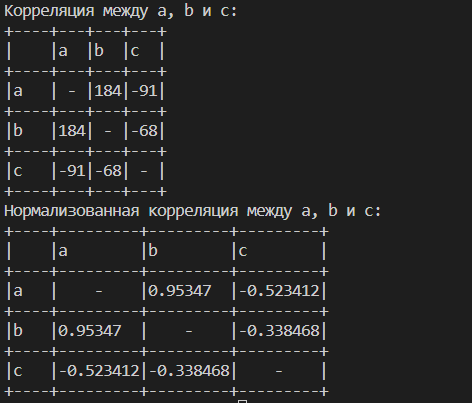 Корреляция между a, b и c:
+----+---+---+---+
|    |a  |b  |c  |
+----+---+---+---+
|a   | - |184|-91|
+----+---+---+---+
|b   |184| - |-68|
+----+---+---+---+
|c   |-91|-68| - |
+----+---+---+---+
Нормализованная корреляция между a, b и c:
+----+---------+---------+---------+
|    |a        |b        |c        |
+----+---------+---------+---------+
|a   |    -    |0.95347  |-0.523412|
+----+---------+---------+---------+
|b   |0.95347  |    -    |-0.338468|
+----+---------+---------+---------+
|c   |-0.523412|-0.338468|    -    |
+----+---------+---------+---------+